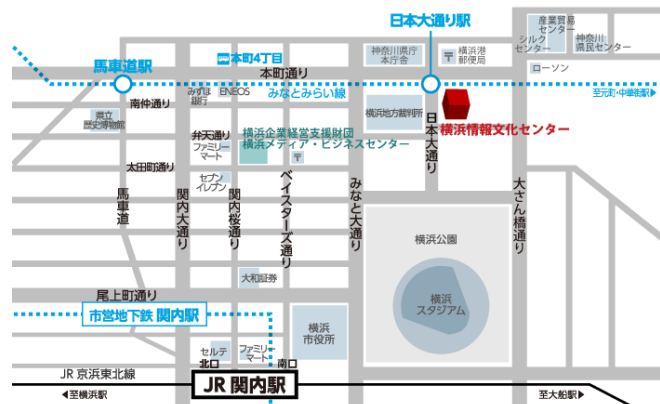 日本大通り駅
産業貿易
センター
シルク
センター
神奈川
県民センター
本町4丁目
神奈川県庁
本庁舎
横浜港
郵便局
馬車道駅
本町通り
ローソン
みずほ
銀行
ENEOS
みなとみらい線
至元町・中華街駅▶
南仲通り
県立
歴史博物館
横浜地方裁判所
日本大通り
横浜情報文化センター
弁天通り
ファミリー
マート
横浜企業経営支援財団
横浜メディア・ビジネスセンター
太田町通り
セブン
イレブン
馬車道
関内大通り
関内桜通り
ベイスターズ通り
みなと大通り
大さん橋通り
横浜公園
横浜
スタジアム
大和証券
尾上町通り
市営地下鉄 関内駅
横浜
市役所
セルテ
ファミリー
マート
北口
南口
JR 京浜東北線
JR 関内駅
◀至横浜駅
至大船駅▶